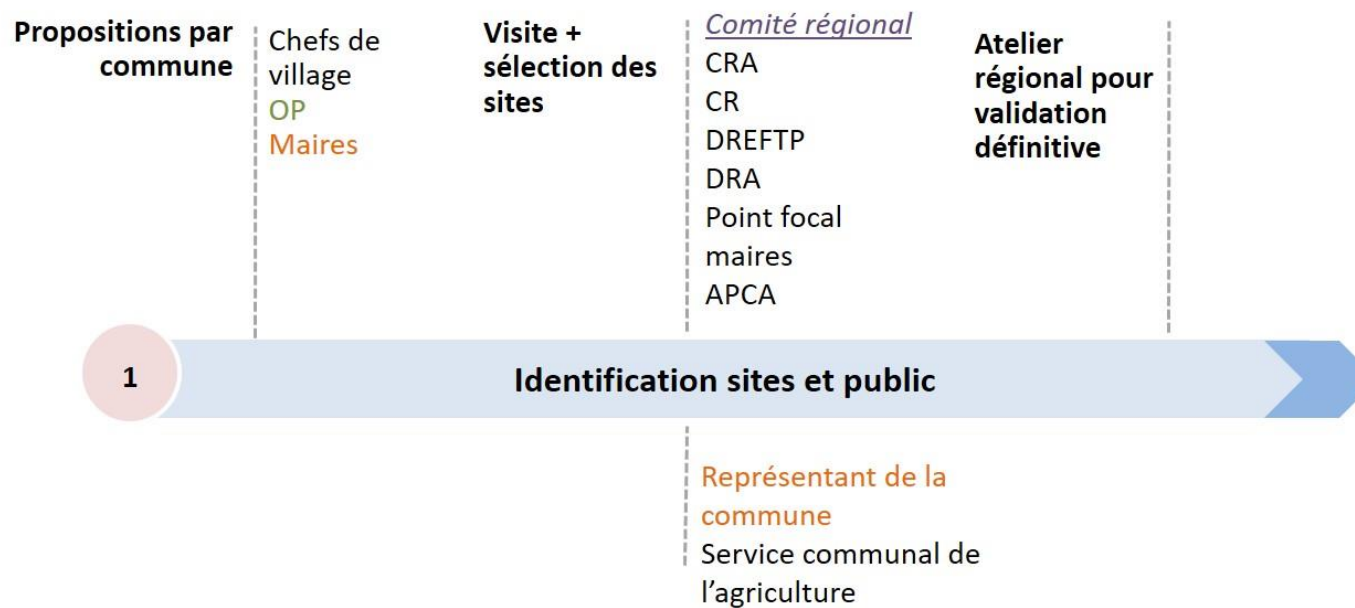 Propositions par
commune
Chefs de
village
OP
Maires
Visite +
sélection des
sites
Comité régional
CRA
CR
DREFTP
DRA
Point focal
maires
APCA
Atelier
régional pour
validation
définitive
1
Identification sites et public
Représentant de la
commune
Service communal de
l’agriculture